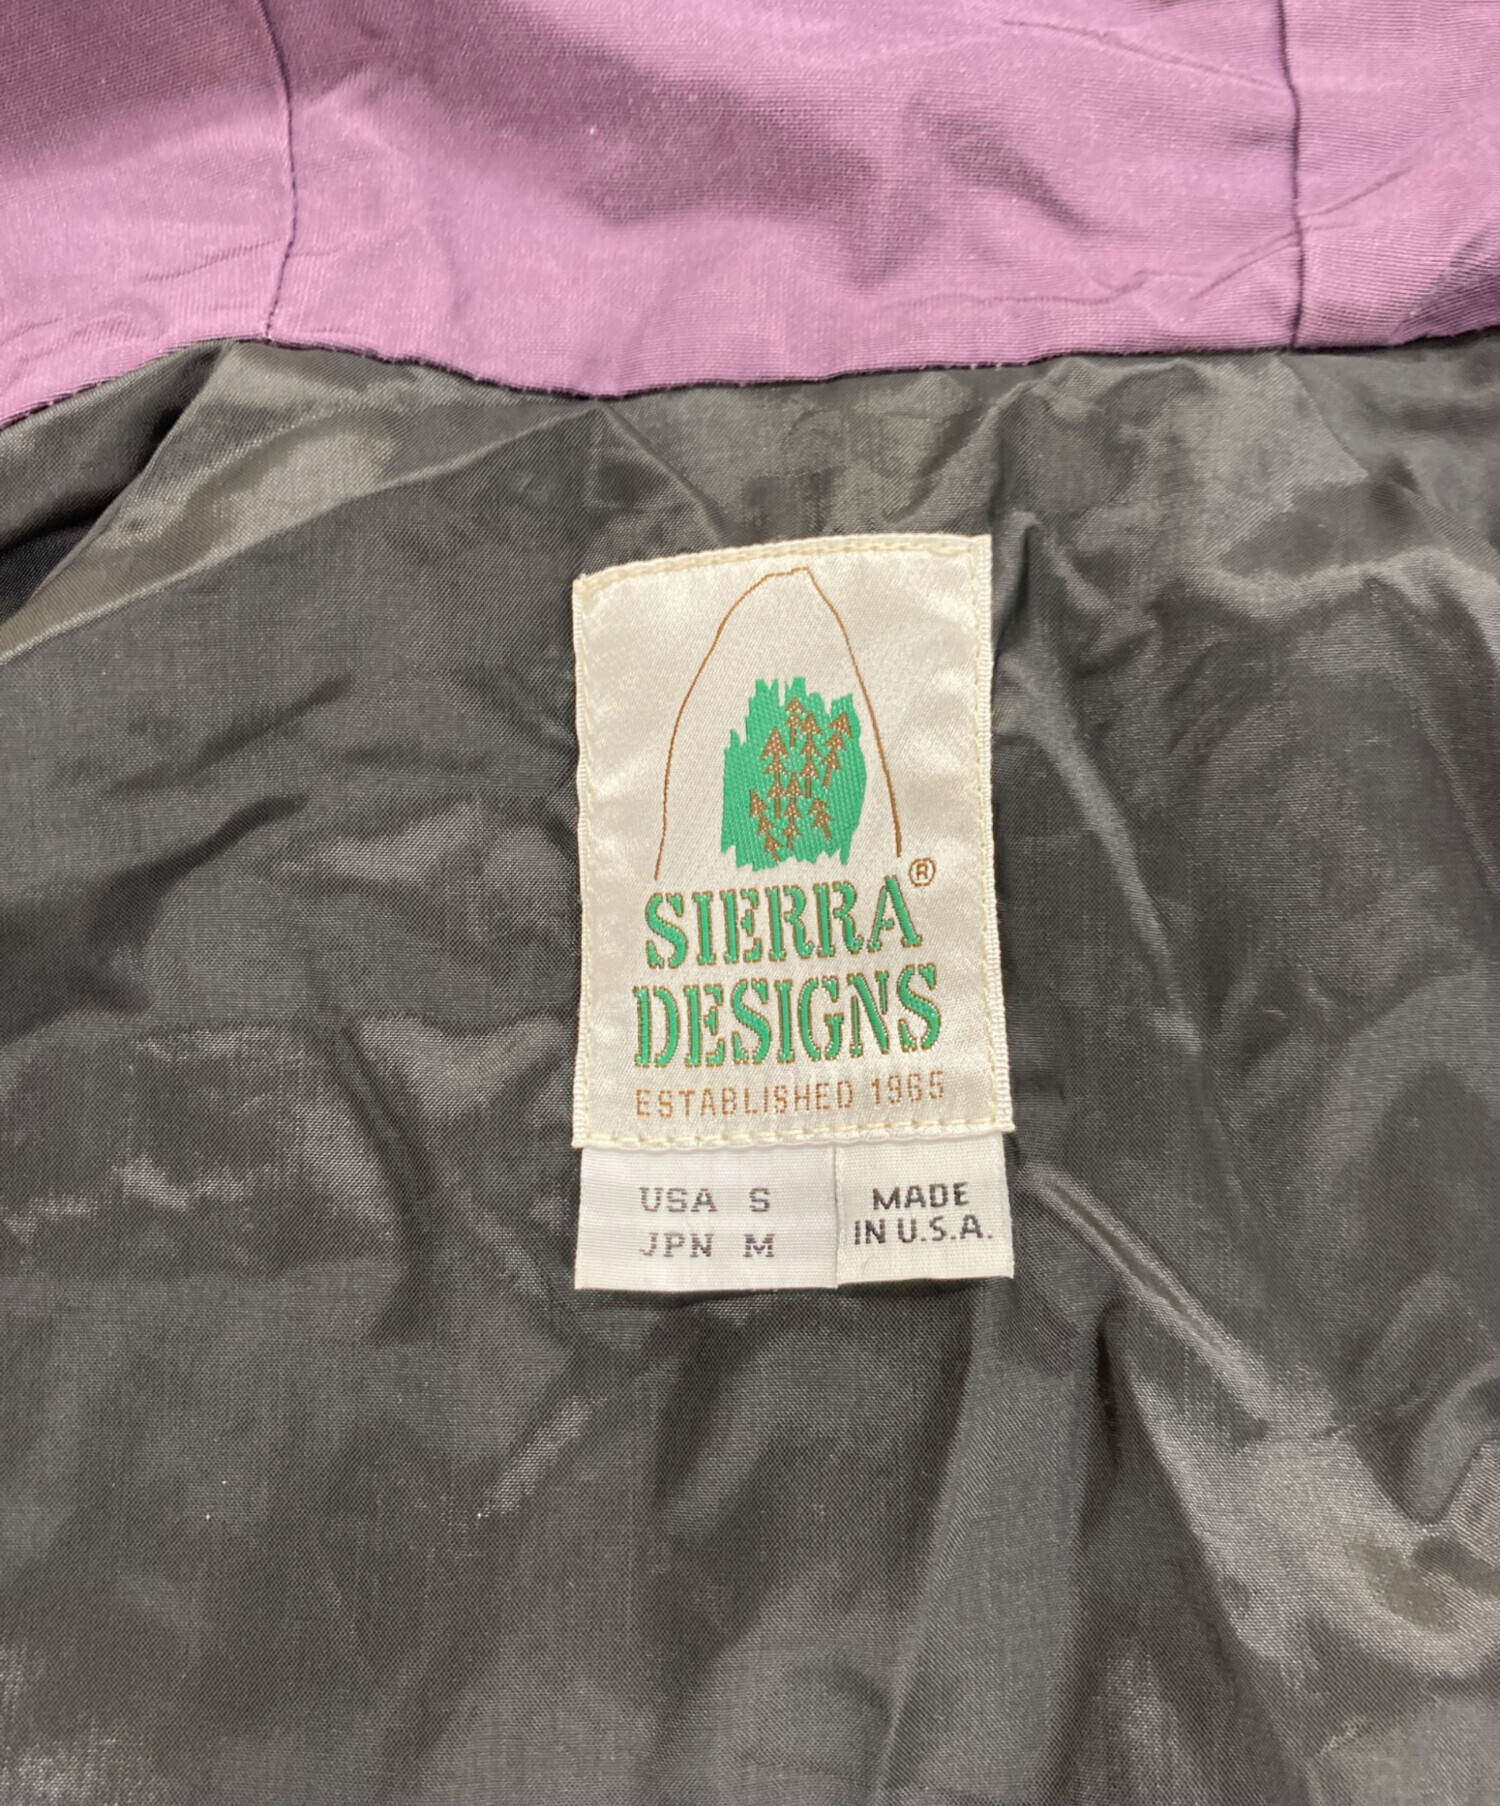 SIERRA®
DESIGNS
ESTABLISHED 1965
USA S
JPN M
MADE
IN U.S.A.